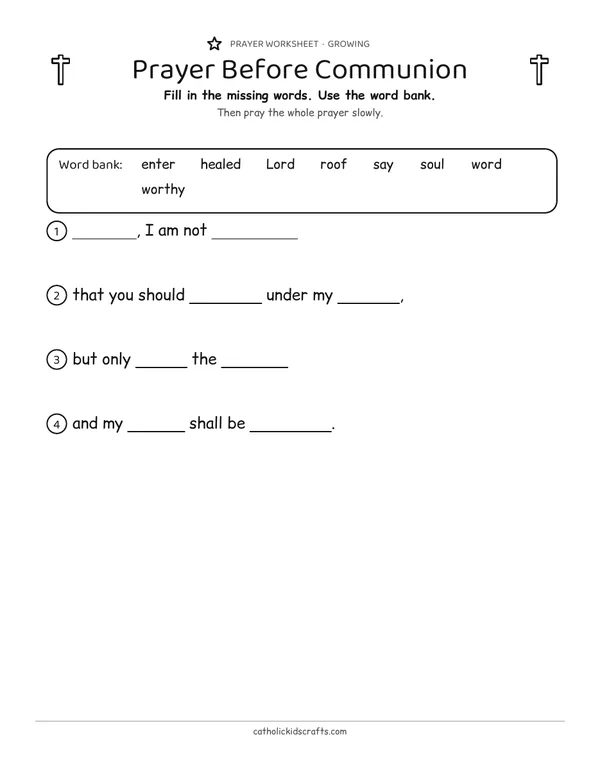 PRAYER WORKSHEET · GROWING
Prayer Before Communion
Fill in the missing words. Use the word bank.
Then pray the whole prayer slowly.
Word bank: enter healed Lord roof say soul word
worthy
1 _______, I am not _________
2 that you should ________ under my _______,
3 but only ______ the _______
4 and my ______ shall be _________.
catholickidscrafts.com